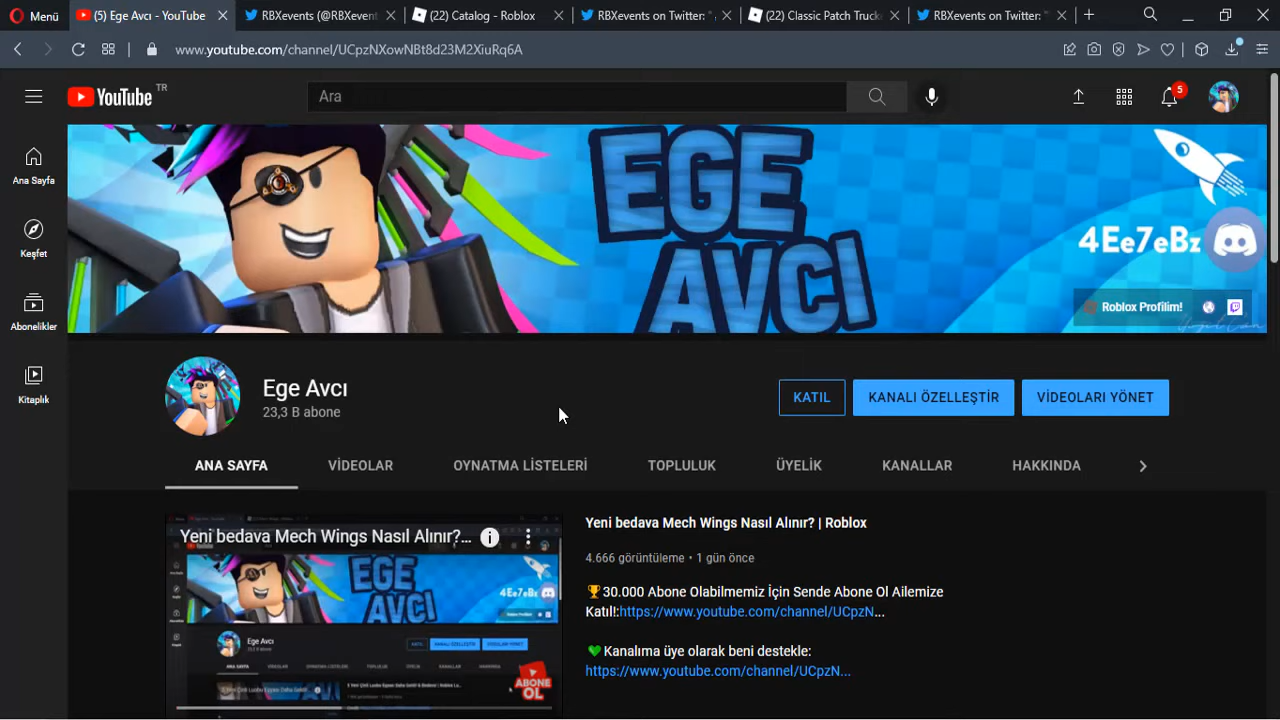 Menü
(5) Ege Avcı - YouTube
RBXevents (@RBXevent
(22) Catalog - Roblox
RBXevents on Twitter: "
(22) Classic Patch Truck
RBXevents on Twitter: "
www.youtube.com/channel/UCpzNXowNBt8d23M2XiuRq6A
YouTube TR
Ara
5
Ana Sayfa
Keşfet
Abonelikler
Kitaplık
EGE
AVCI
4Ee7eBz
Roblox Profilim!
Ege Avcı
23,3 B abone
KATIL
KANALI ÖZELLEŞTİR
VİDEOLARI YÖNET
ANA SAYFA
VİDEOLAR
OYNATMA LİSTELERİ
TOPLULUK
ÜYELİK
KANALLAR
HAKKINDA
Yeni bedava Mech Wings Nasıl Alınır?...
EGE
AVCI
4Ee7eBz
Ege Avcı
ABONE
OL
Yeni bedava Mech Wings Nasıl Alınır? | Roblox
4.666 görüntüleme • 1 gün önce
🏆30.000 Abone Olabilmemiz İçin Sende Abone Ol Ailemize
Katıl!:https://www.youtube.com/channel/UCpzN...
💚Kanalıma üye olarak beni destekle:
https://www.youtube.com/channel/UCpzN...